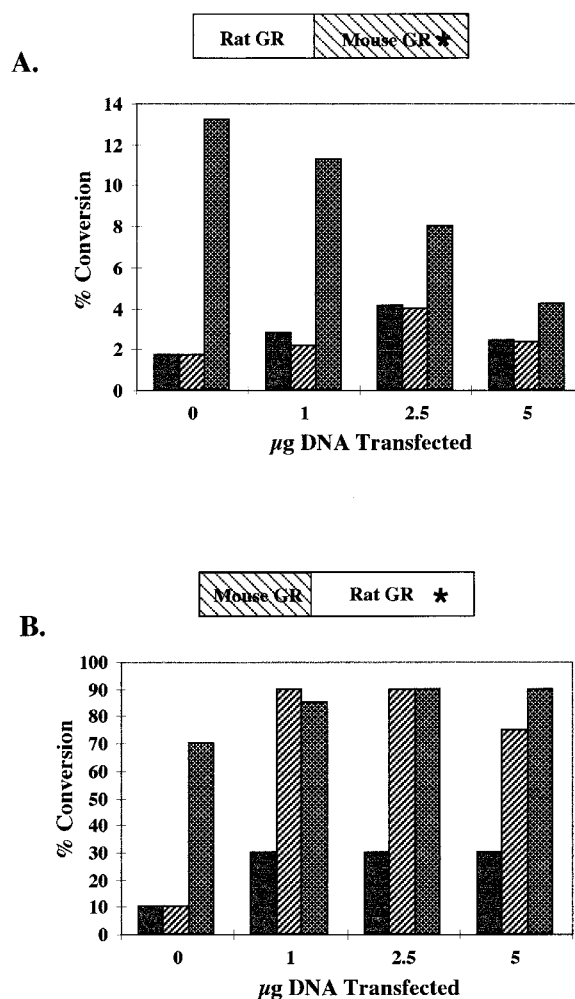 Rat GR Mouse GR *
A.
14
12
10
8
6
4
2
0
% Conversion
0 1 2.5 5
µg DNA Transfected
Mouse GR Rat GR *
B.
100
90
80
70
60
50
40
30
20
10
0
% Conversion
0 1 2.5 5
µg DNA Transfected